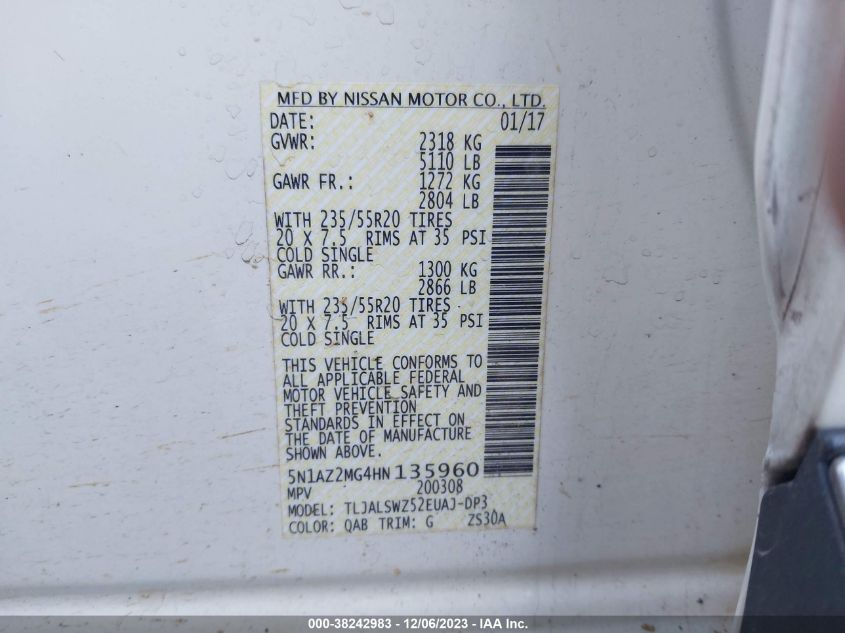 MFD BY NISSAN MOTOR CO., LTD.
DATE: 01/17
GVWR: 2318 KG
5110 LB
GAWR FR.: 1272 KG
2804 LB
WITH 235/55R20 TIRES
20 X 7.5 RIMS AT 35 PSI
COLD SINGLE
GAWR RR.: 1300 KG
2866 LB
WITH 235/55R20 TIRES
20 X 7.5 RIMS AT 35 PSI
COLD SINGLE
THIS VEHICLE CONFORMS TO
ALL APPLICABLE FEDERAL
MOTOR VEHICLE SAFETY AND
THEFT PREVENTION
STANDARDS IN EFFECT ON
THE DATE OF MANUFACTURE
SHOWN ABOVE.
5N1AZ2MG4HN135960
MPV 200308
MODEL: TLJALSWZ52EUAJ-DP3
COLOR: QAB TRIM: G ZS30A
000-38242983 - 12/06/2023 - IAA Inc.